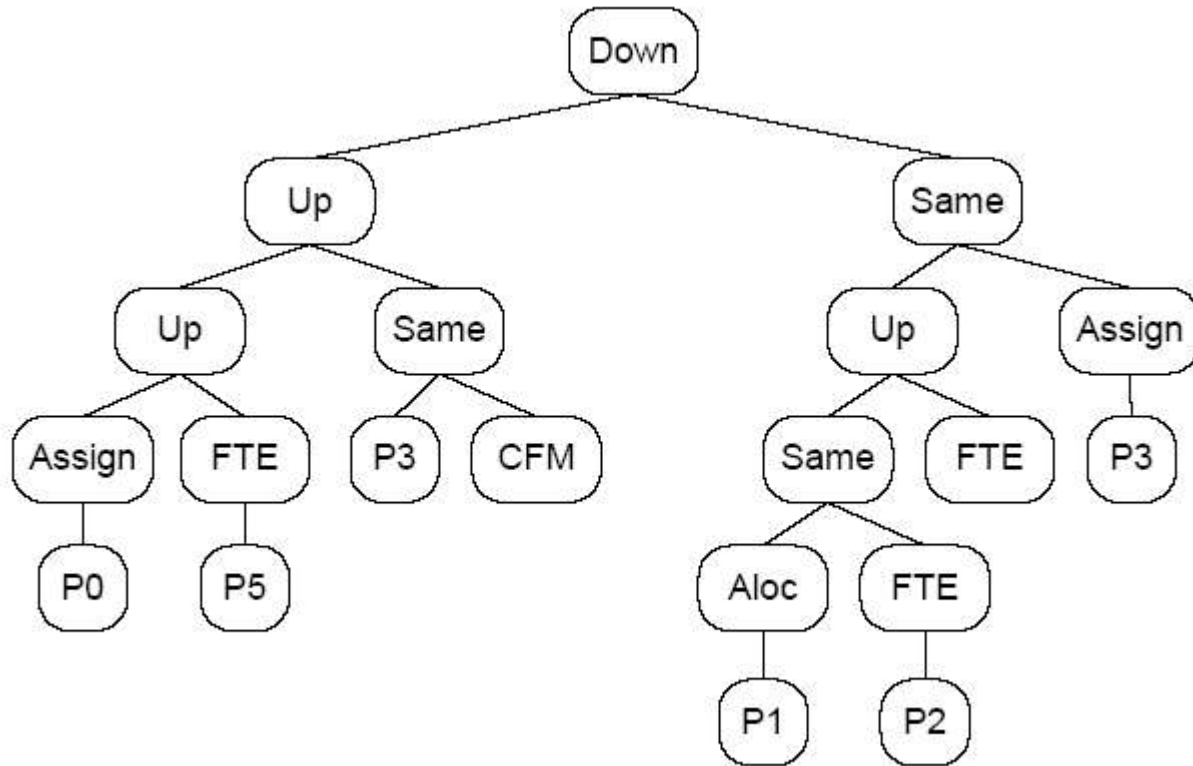 Down
Up Same
Up Same Up Assign
Assign FTE P3 CFM Same FTE P3
P0 P5 Aloc FTE
P1 P2